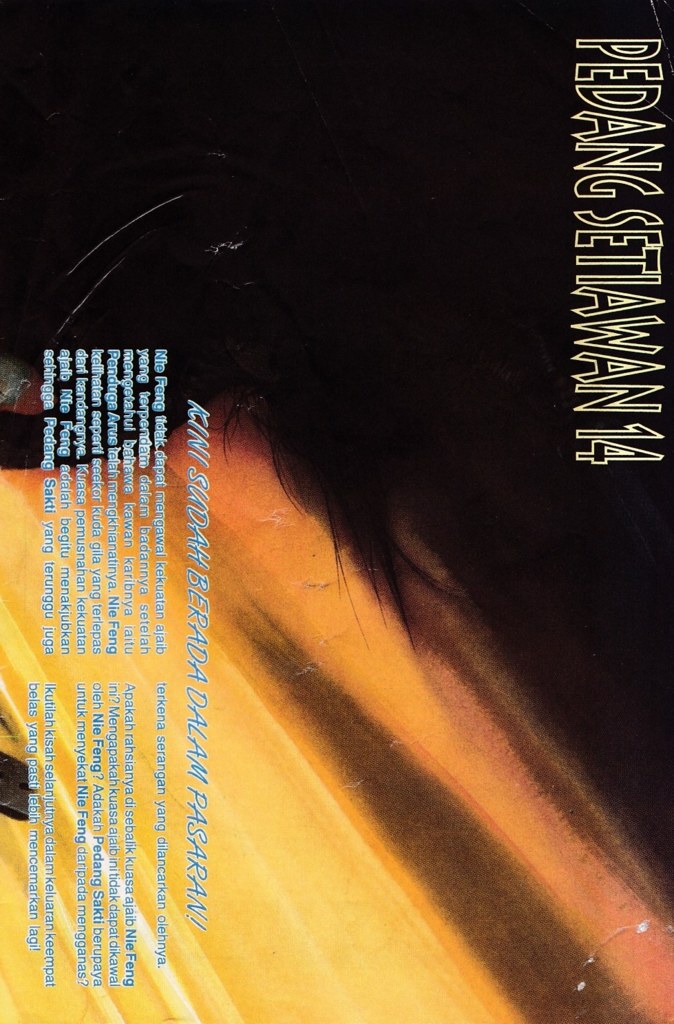 PEDANG SETIAWAN 14
KINI SUDAH BERADA DALAM PASARAN!
Nie Feng tidak dapat mengawal kekuatan ajaib
yang terpendam dalam badannya setelah
mengetahui bahawa kawan karibnya iaitu
Penduga Arus telah mengkhianatinya. Nie Feng
kelihatan seperti seekor kuda gila yang terlepas
dari kandangnya. Kuasa pemusnahan kekuatan
ajaib Nie Feng adalah begitu menakjubkan
sehingga Pedang Sakti yang terunggu juga
terkena serangan yang dilancarkan olehnya.
Apakah rahsianya di sebalik kuasa ajaib Nie Feng
ini? Mengapakah kuasa ajaib ini tidak dapat dikawal
oleh Nie Feng? Adakah Pedang Sakti berupaya
untuk menyekat Nie Feng daripada mengganas?
Ikutilah kisah selanjutnya dalam keluaran keempat
belas yang pasti lebih mencemarkan lagi!